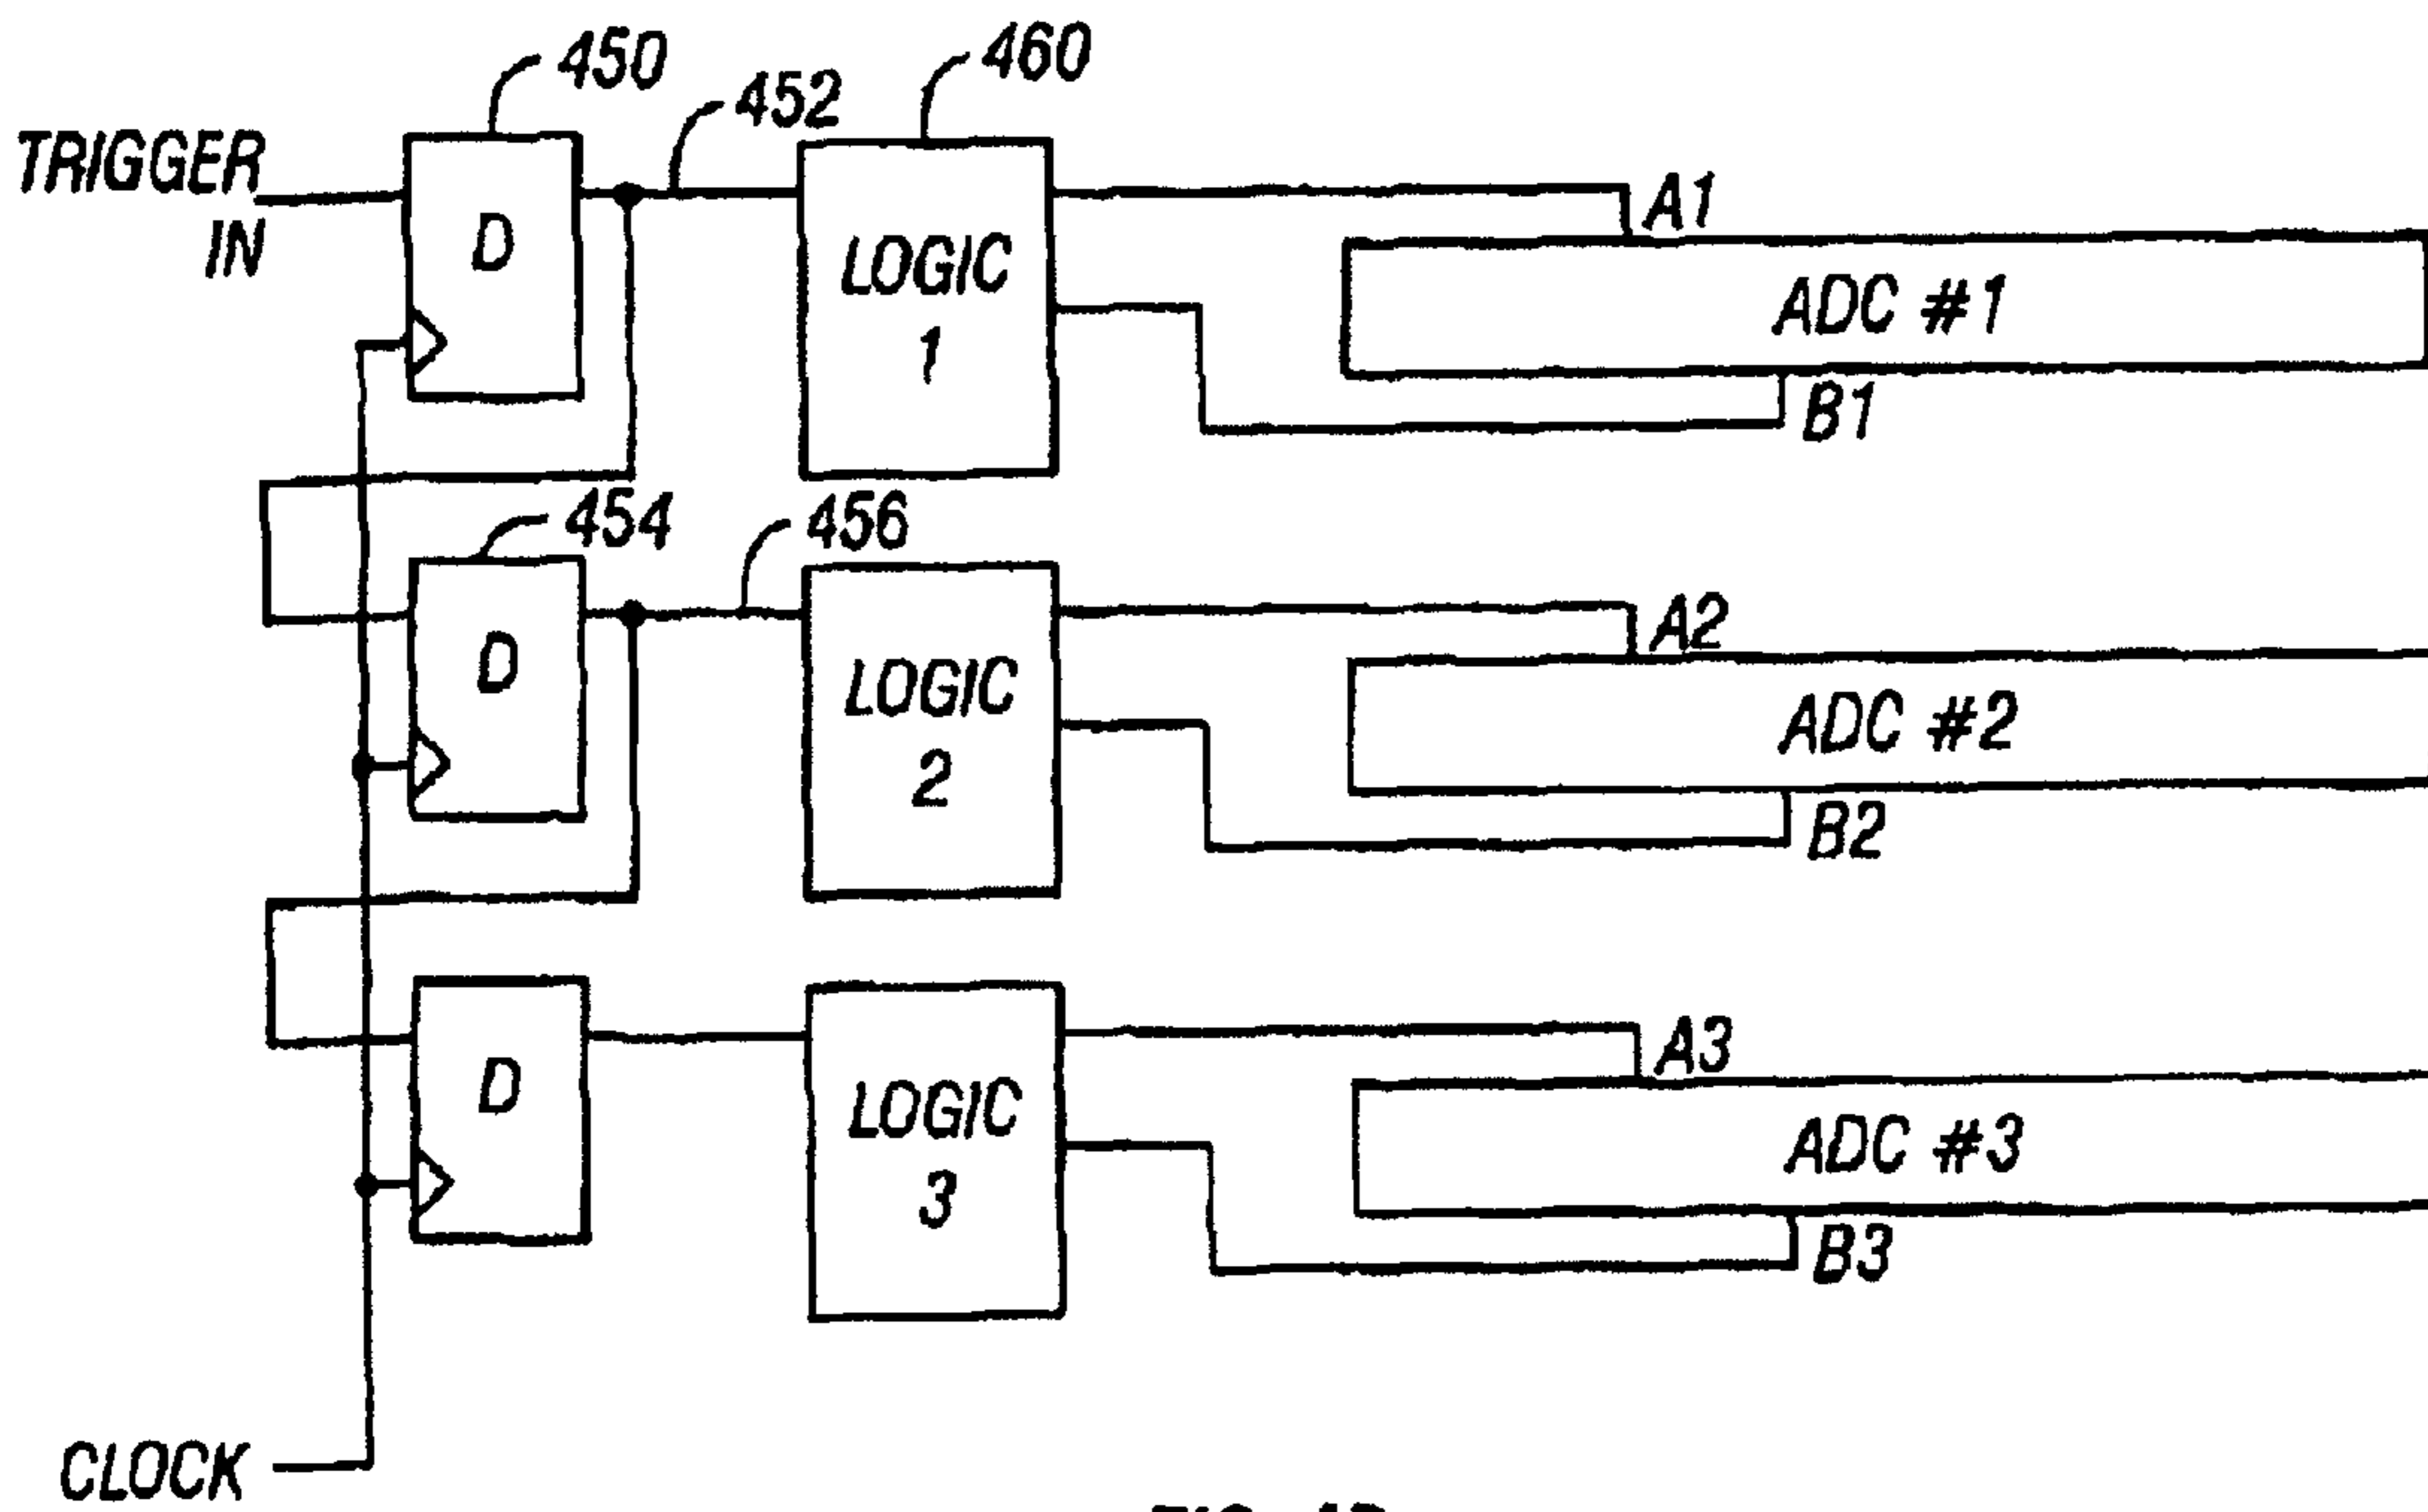 450
452
460
TRIGGER
IN
D
LOGIC
1
A1
ADC #1
B1
454
456
D
LOGIC
2
A2
ADC #2
B2
D
LOGIC
3
A3
ADC #3
B3
CLOCK